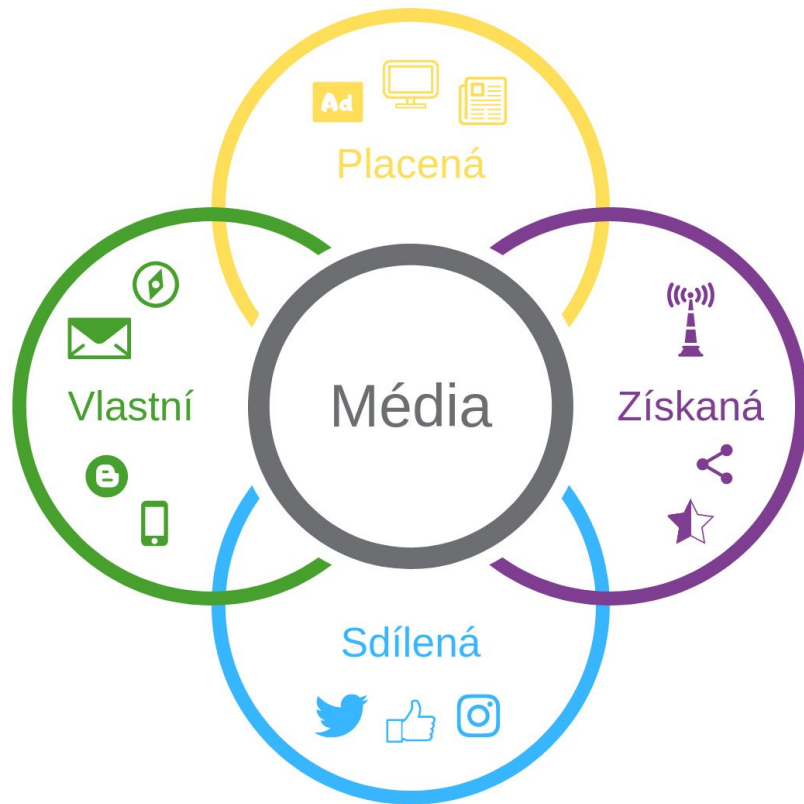 Ad
Placená
Vlastní
Média
Získaná
Sdílená